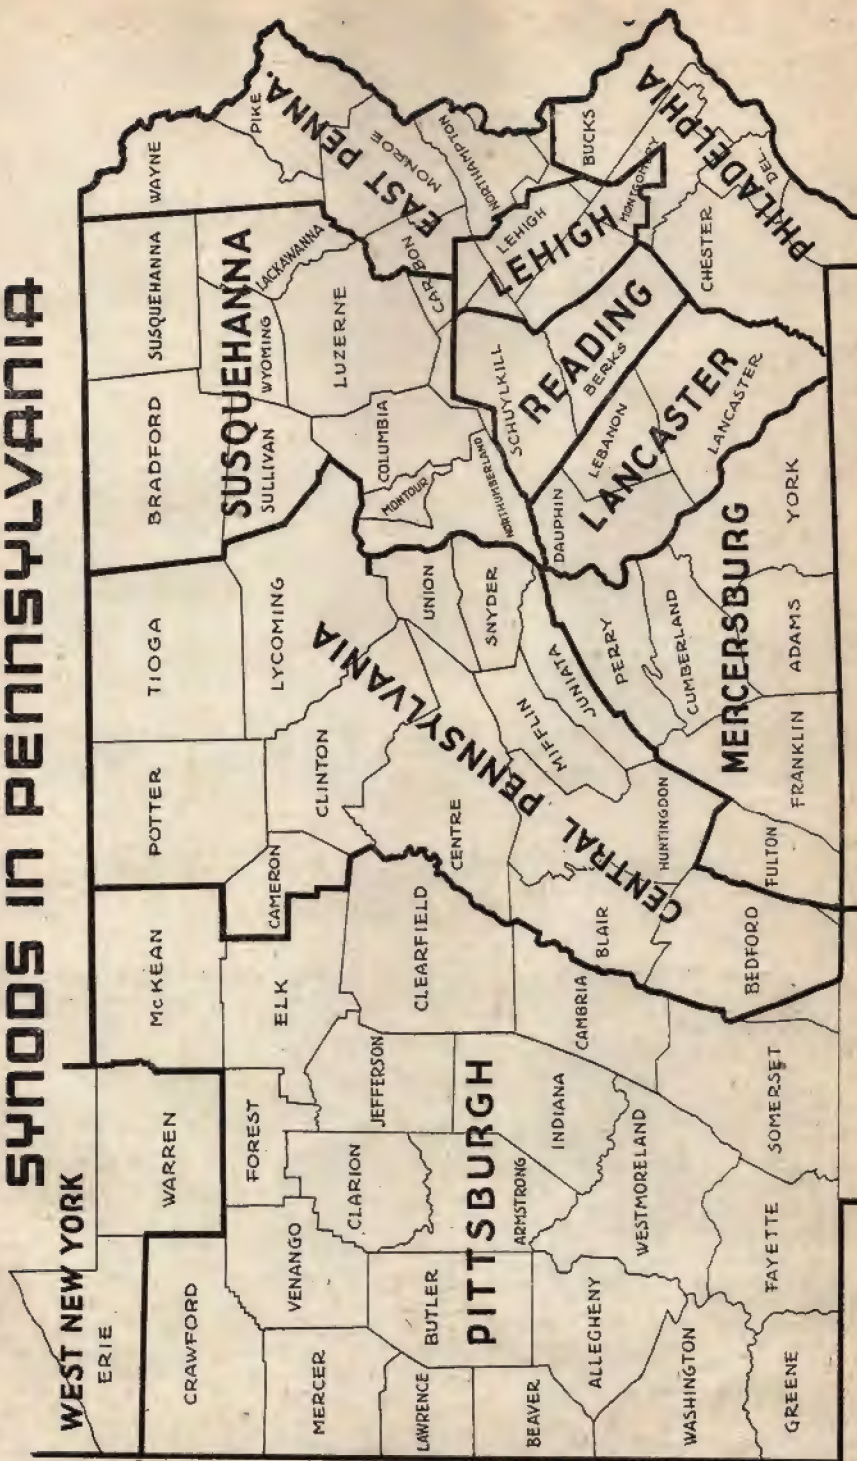 SYNODS IN PENNSYLVANIA
WEST NEW YORK
ERIE
CRAWFORD
WARREN
McKEAN
POTTER
TIOGA
BRADFORD
SUSQUEHANNA
WAYNE
PIKE
MERCER
VENANGO
FOREST
ELK
CAMERON
CLINTON
LYCOMING
SULLIVAN
SUSQUEHANNA
WYOMING
LACKAWANNA
EAST PENNA.
MONROE
LAWRENCE
BUTLER
CLARION
JEFFERSON
CLEARFIELD
CENTRE
CENTRAL PENNSYLVANIA
UNION
MONTOUR
COLUMBIA
LUZERNE
CARBON
NORTHAMPTON
BEAVER
PITTSBURGH
ARMSTRONG
INDIANA
CAMBRIA
BLAIR
HUNTINGDON
MIFFLIN
JUNIATA
SNYDER
NORTHUMBERLAND
SCHUYLKILL
LEHIGH
LEHIGH
BUCKS
ALLEGHENY
WESTMORELAND
PERRY
DAUPHIN
LEBANON
READING
BERKS
MONTGOMERY
PHILADELPHIA
WASHINGTON
CUMBERLAND
LANCASTER
LANCASTER
CHESTER
DEL.
GREENE
FAYETTE
SOMERSET
BEDFORD
FULTON
FRANKLIN
MERCERSBURG
ADAMS
YORK